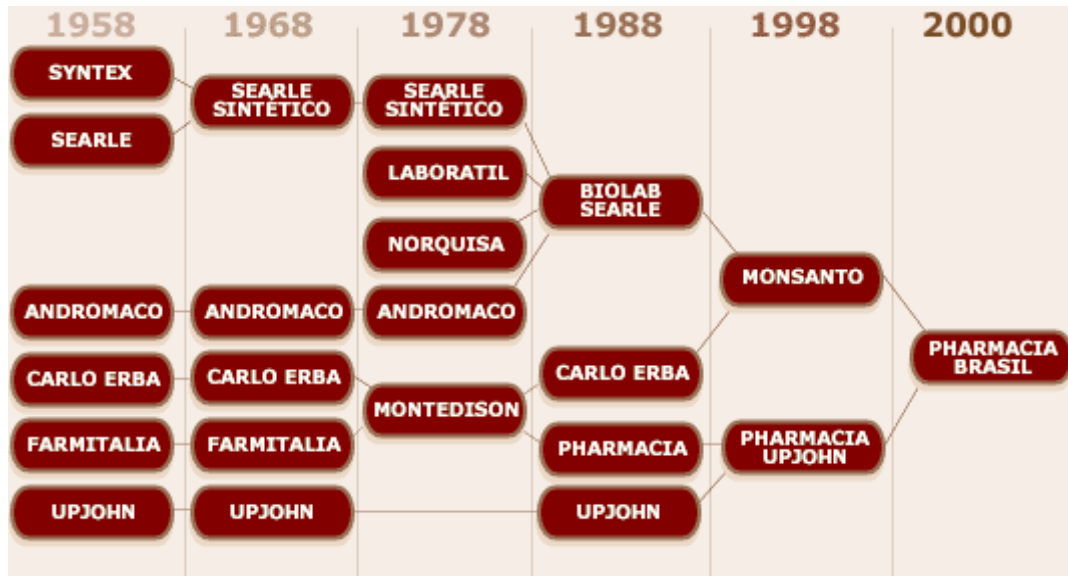 1958 1968 1978 1988 1998 2000
SYNTEX
SEARLE
SINTÉTICO
SEARLE
SINTÉTICO
SEARLE
LABORATIL
BIOLAB
SEARLE
NORQUISA
MONSANTO
ANDROMACO
ANDROMACO
ANDROMACO
PHARMACIA
BRASIL
CARLO ERBA
CARLO ERBA
CARLO ERBA
MONTEDISON
FARMITALIA
FARMITALIA
PHARMACIA
PHARMACIA
UPJOHN
UPJOHN
UPJOHN
UPJOHN